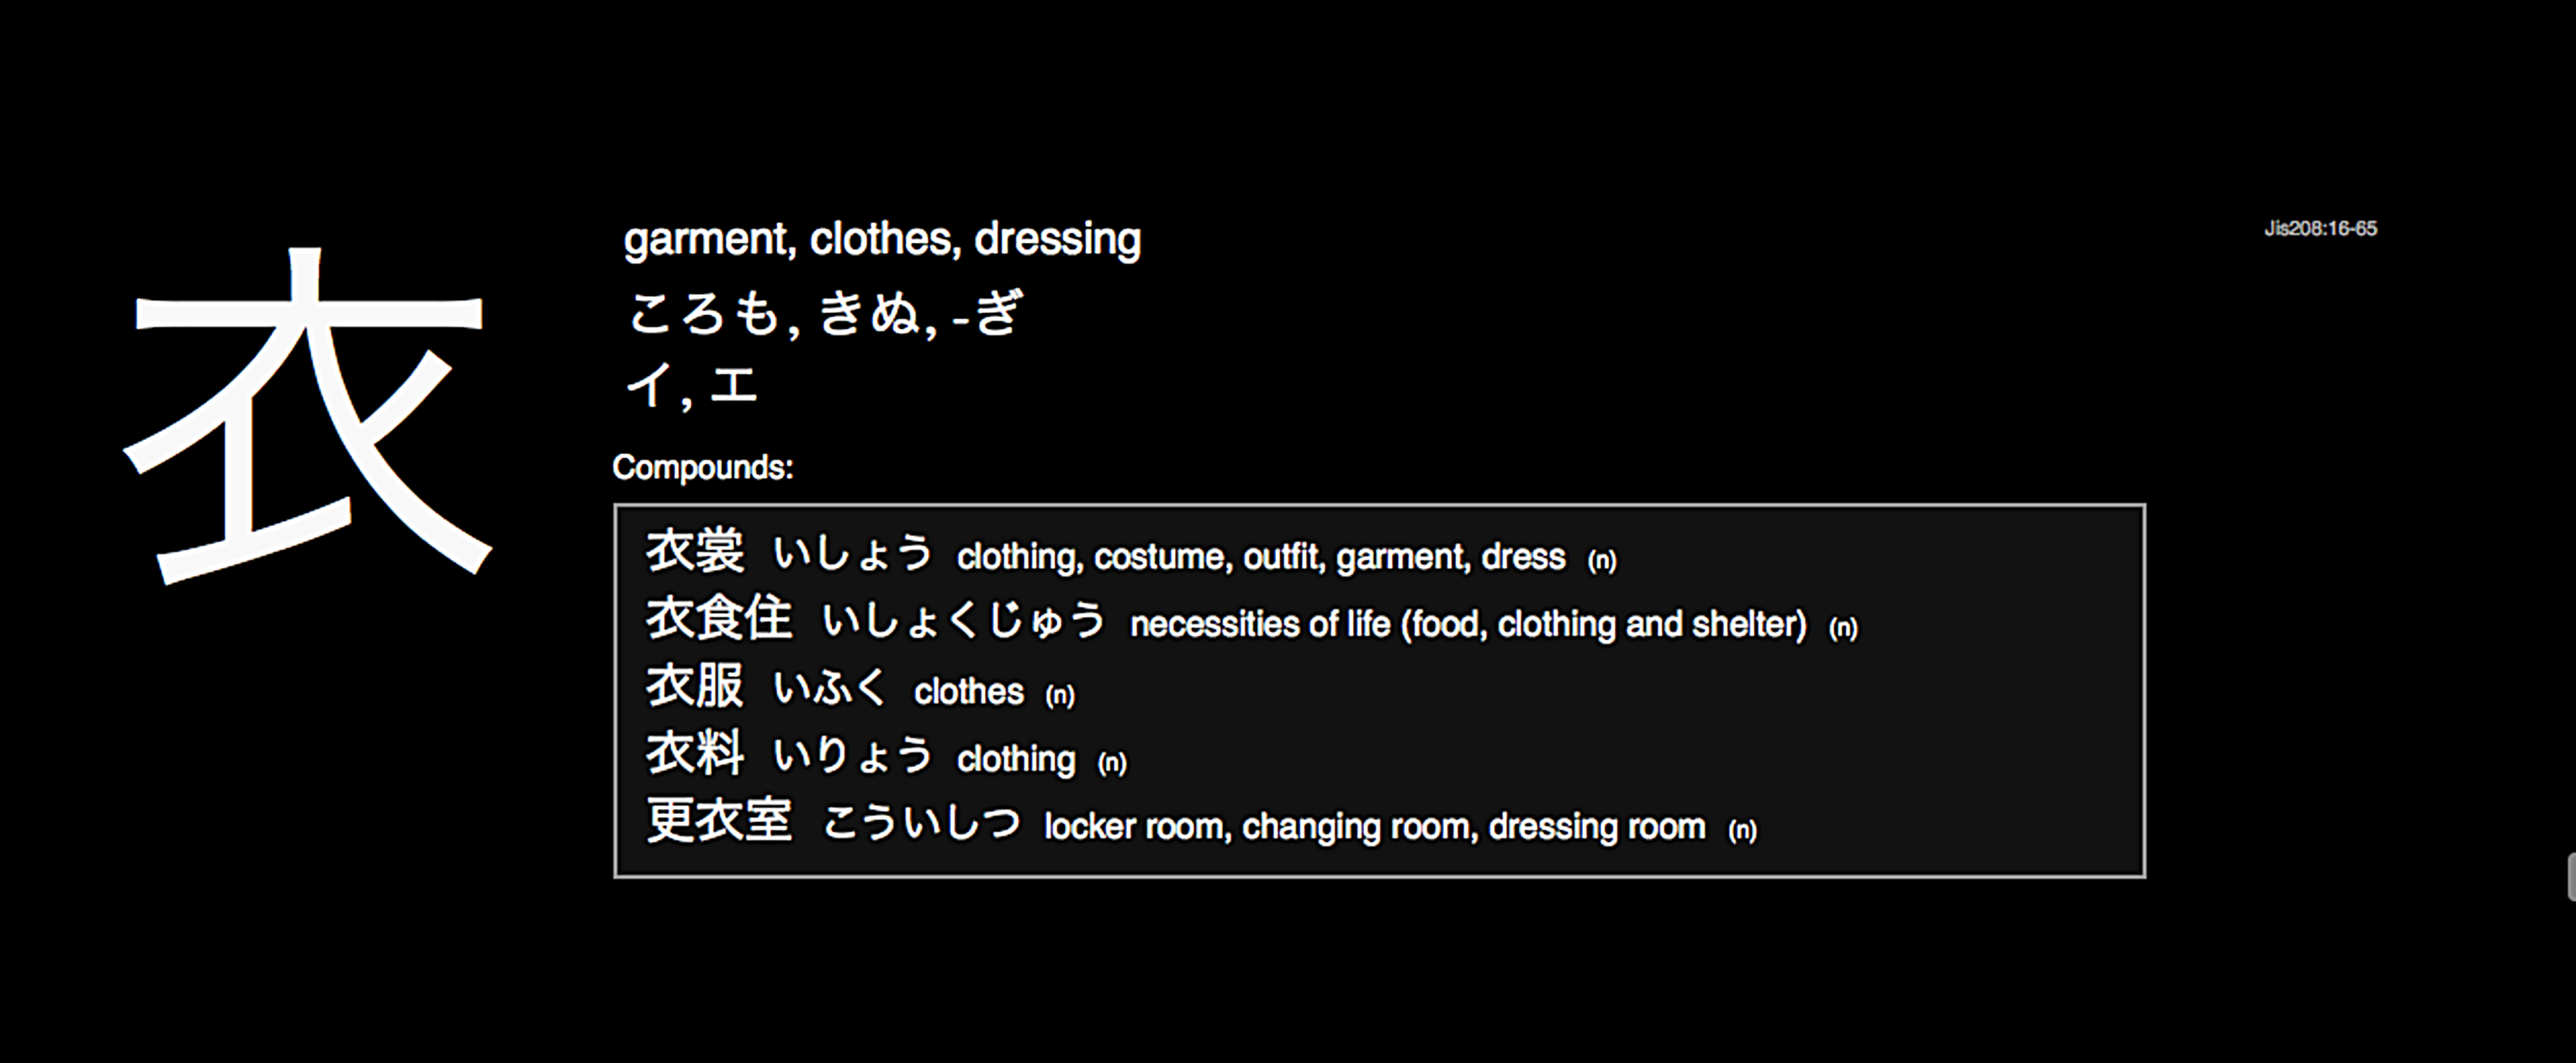 衣
garment, clothes, dressing
ころも, きぬ, -ぎ
イ, エ
Jis208:16-65
Compounds:
衣裳 いしょう clothing, costume, outfit, garment, dress (n)
衣食住 いしょくじゅう necessities of life (food, clothing and shelter) (n)
衣服 いふく clothes (n)
衣料 いりょう clothing (n)
更衣室 こういしつ locker room, changing room, dressing room (n)